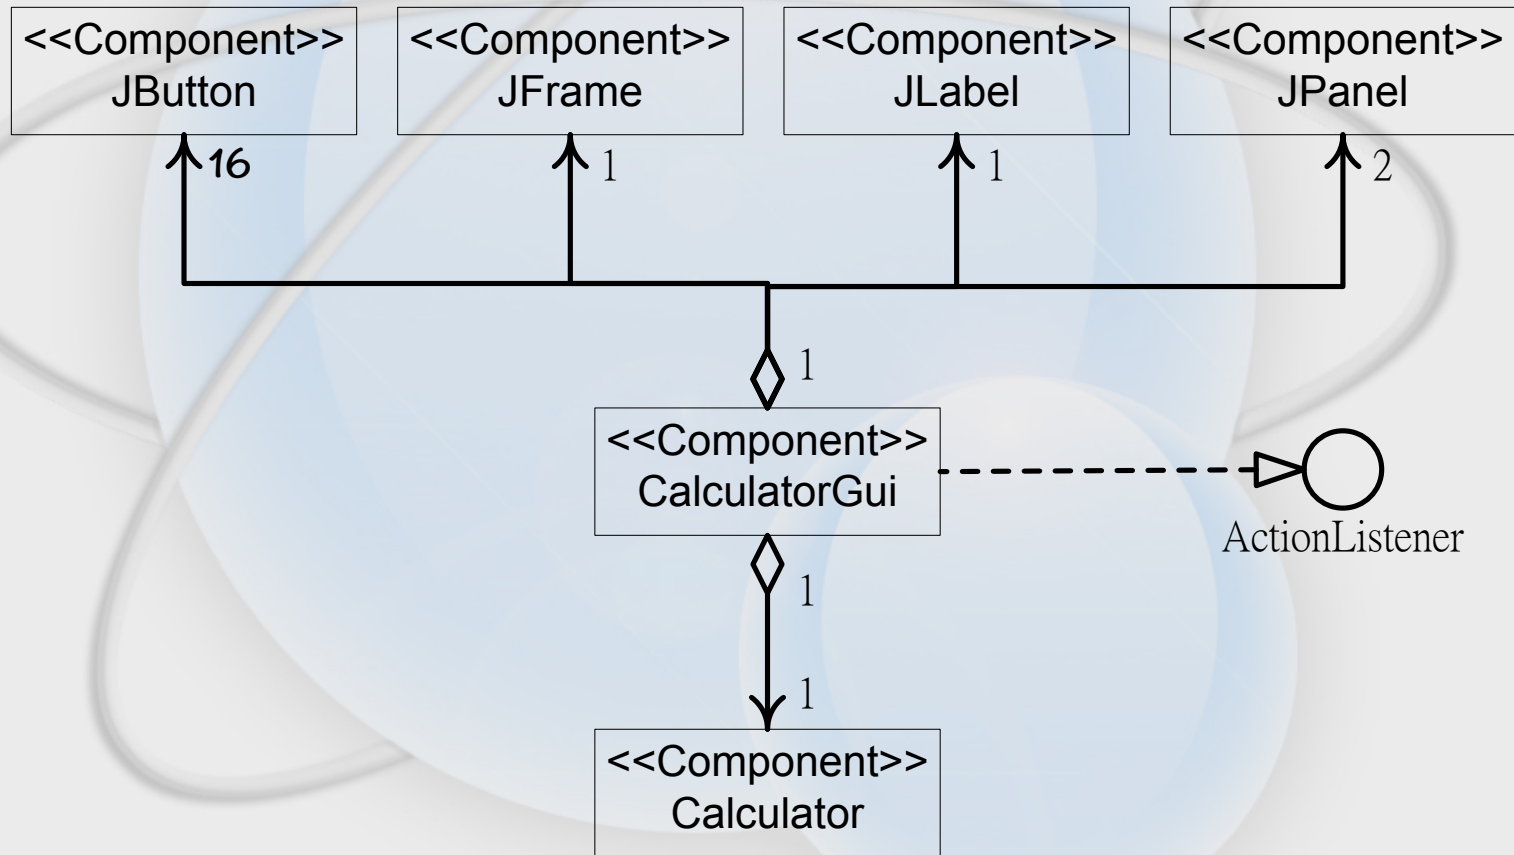 <<Component>>
JButton
<<Component>>
JFrame
<<Component>>
JLabel
<<Component>>
JPanel
16
1
1
2
1
<<Component>>
CalculatorGui
ActionListener
1
1
<<Component>>
Calculator